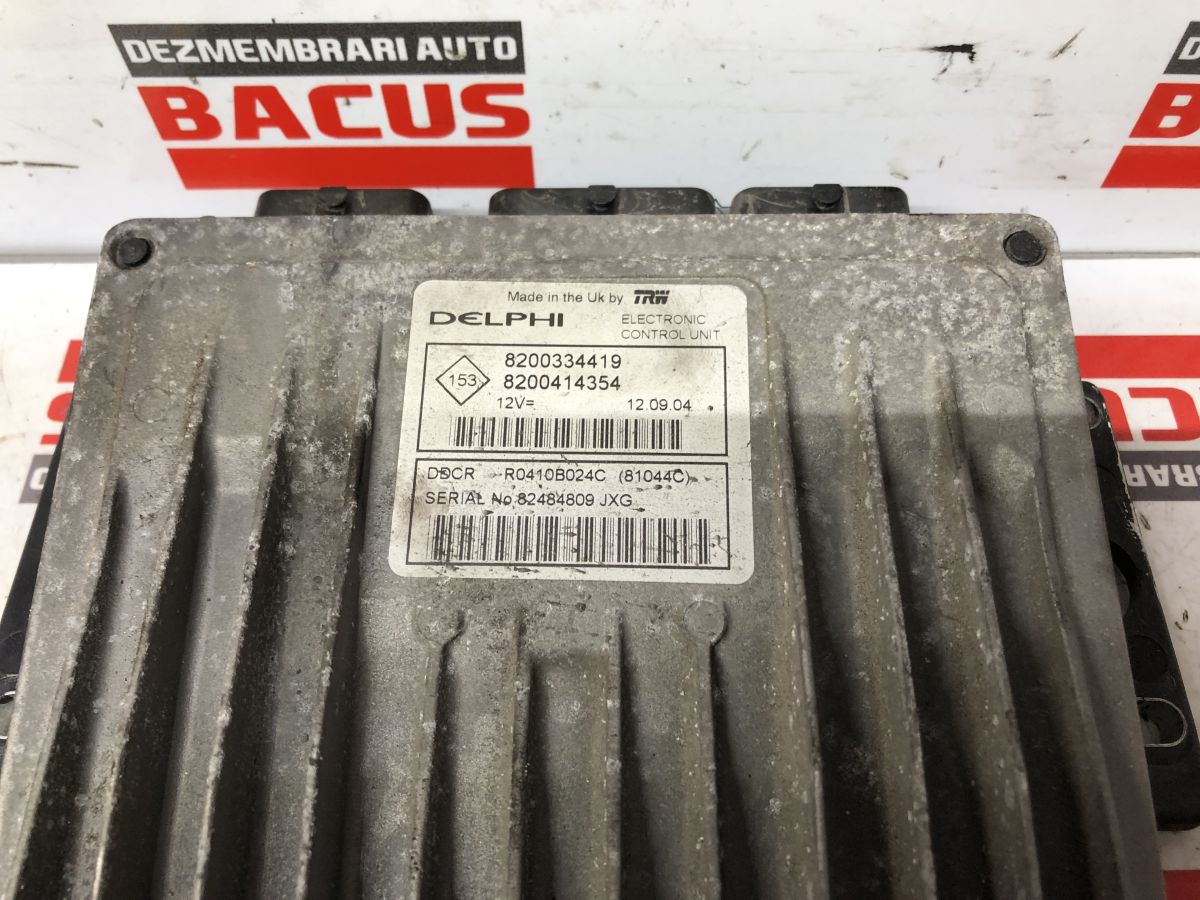 DEZMEMBRARI AUTO
BACUS
Made in the Uk by TRW
DELPHI
ELECTRONIC
CONTROL UNIT
153
8200334419
8200414354
12V=
12.09.04
DDCR R0410B024C (81044C)
SERIAL No 82484809 JXG